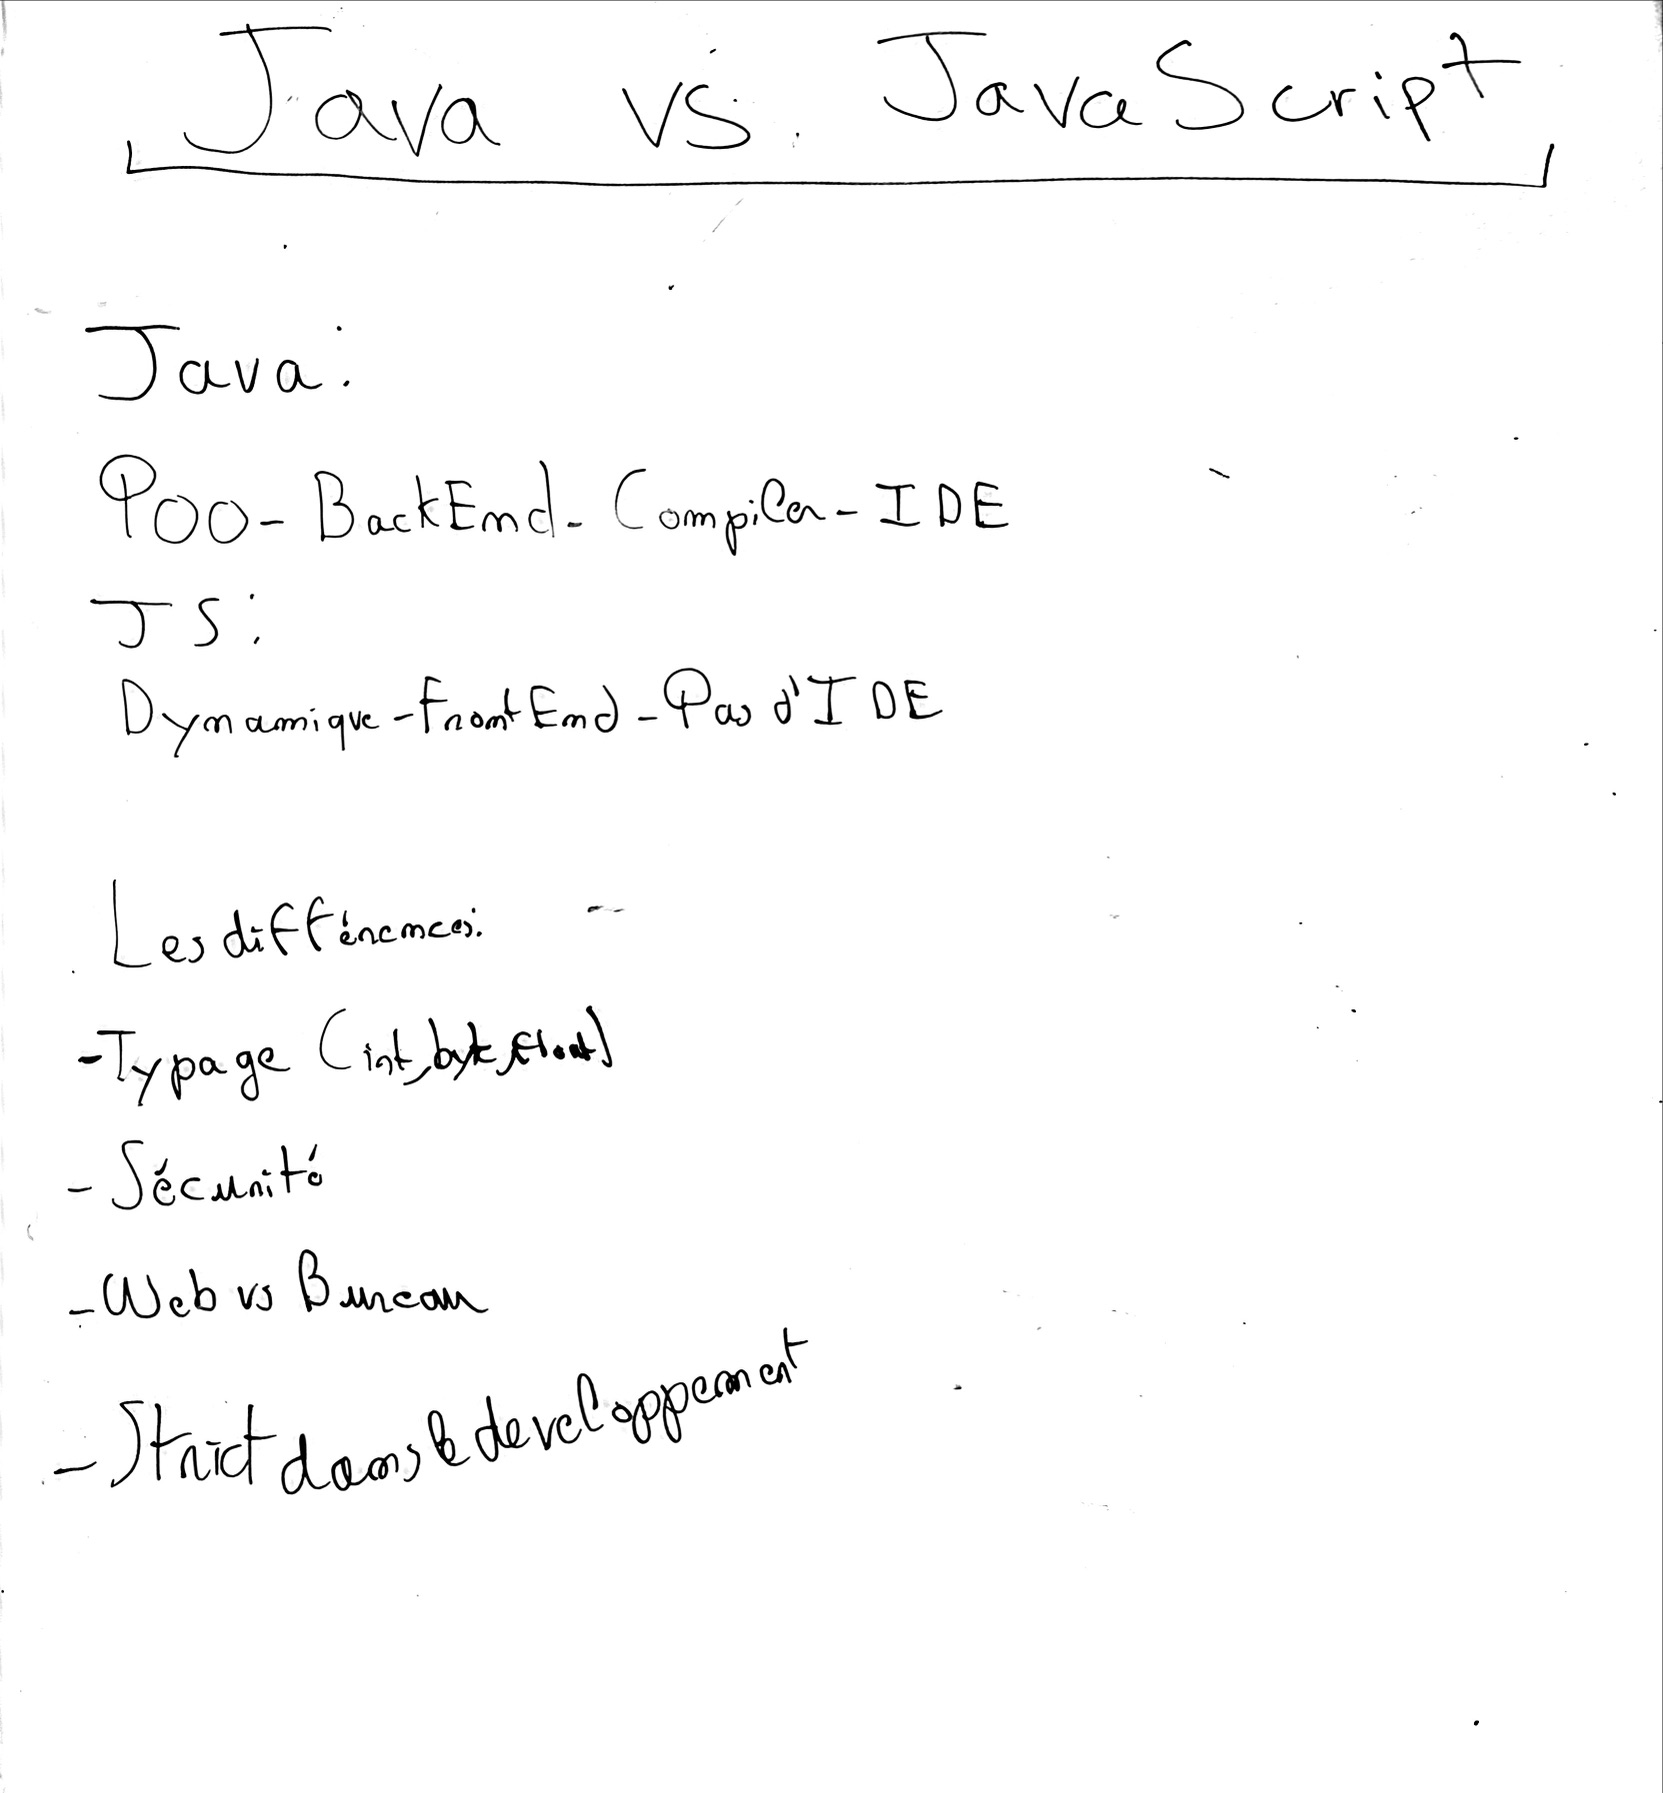 Java vs. JavaScript
Java:
POO - BackEnd - Compiler - IDE
JS:
Dynamique - FrontEnd - Pas d'IDE
Les différences:
- Typage (int, byte, float)
- Sécurité
- Web vs Bureau
- Strict dans le developpement